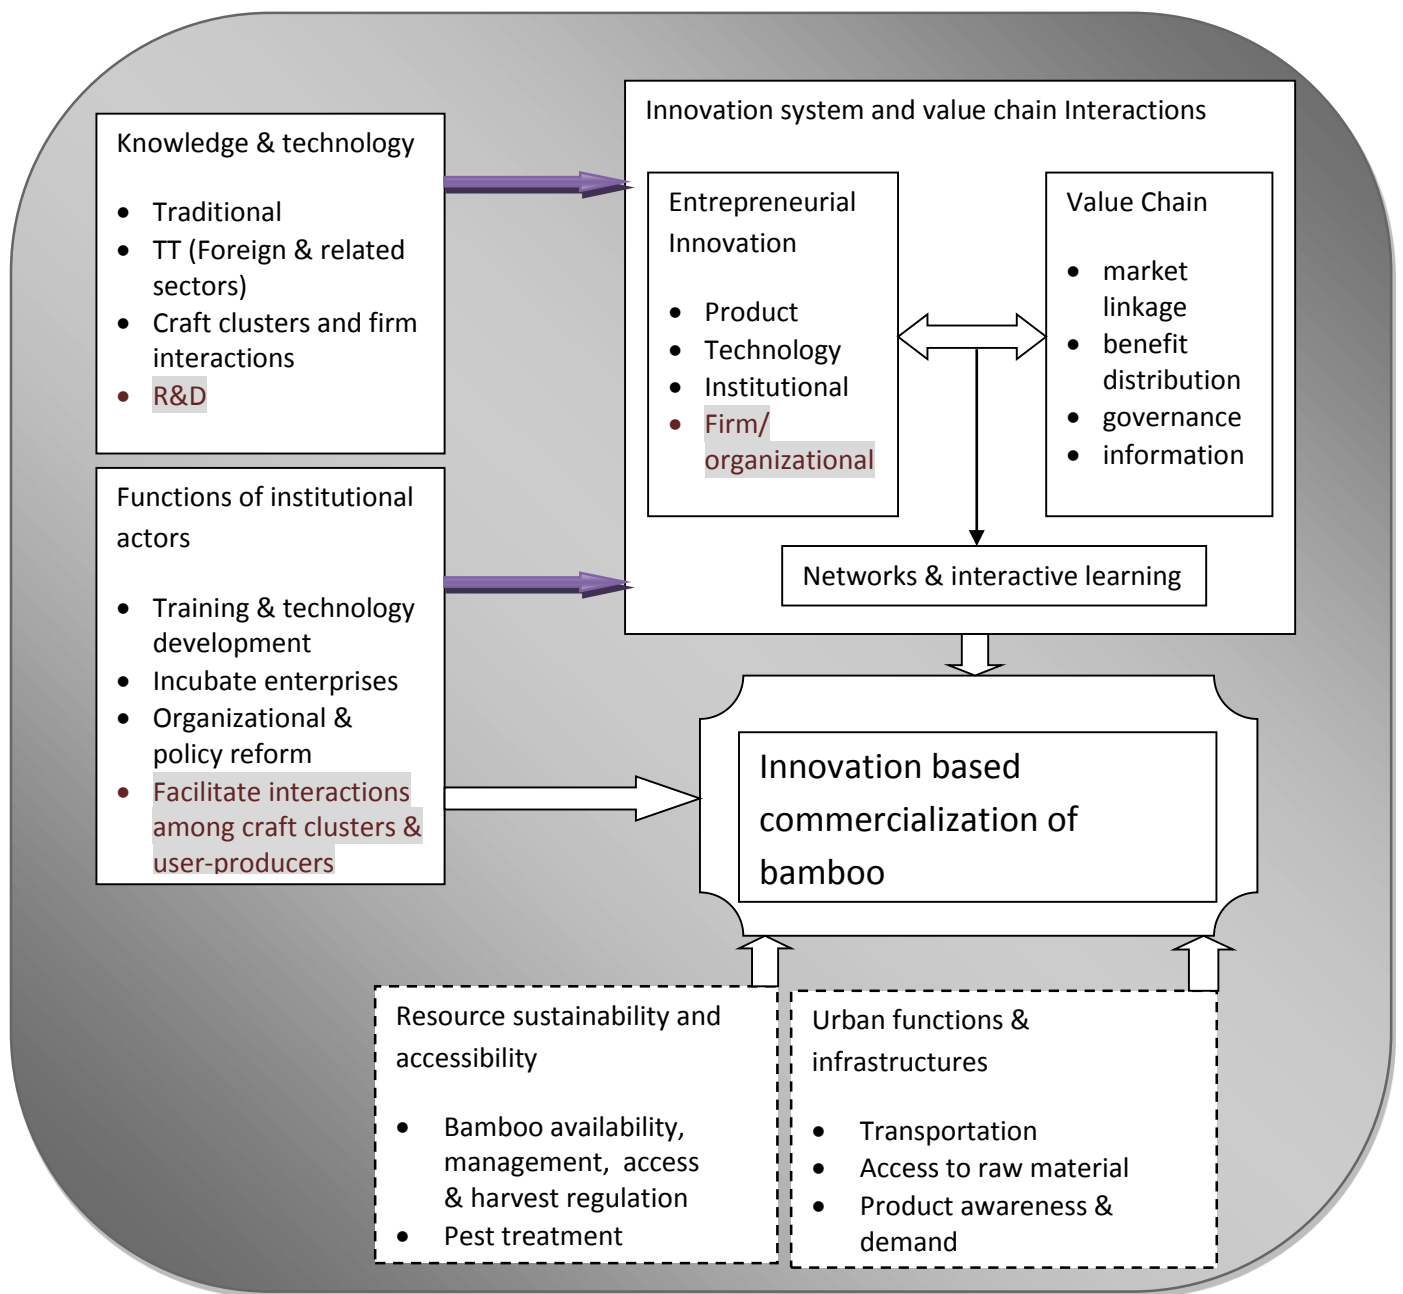 Knowledge & technology
• Traditional
• TT (Foreign & related
sectors)
• Craft clusters and firm
interactions
• R&D
Functions of institutional
actors
• Training & technology
development
• Incubate enterprises
• Organizational &
policy reform
• Facilitate interactions
among craft clusters &
user-producers
Innovation system and value chain Interactions
Entrepreneurial
Innovation
• Product
• Technology
• Institutional
• Firm/
organizational
Value Chain
• market
linkage
• benefit
distribution
• governance
• information
Networks & interactive learning
Innovation based
commercialization of
bamboo
Resource sustainability and
accessibility
• Bamboo availability,
management, access
& harvest regulation
• Pest treatment
Urban functions &
infrastructures
• Transportation
• Access to raw material
• Product awareness &
demand